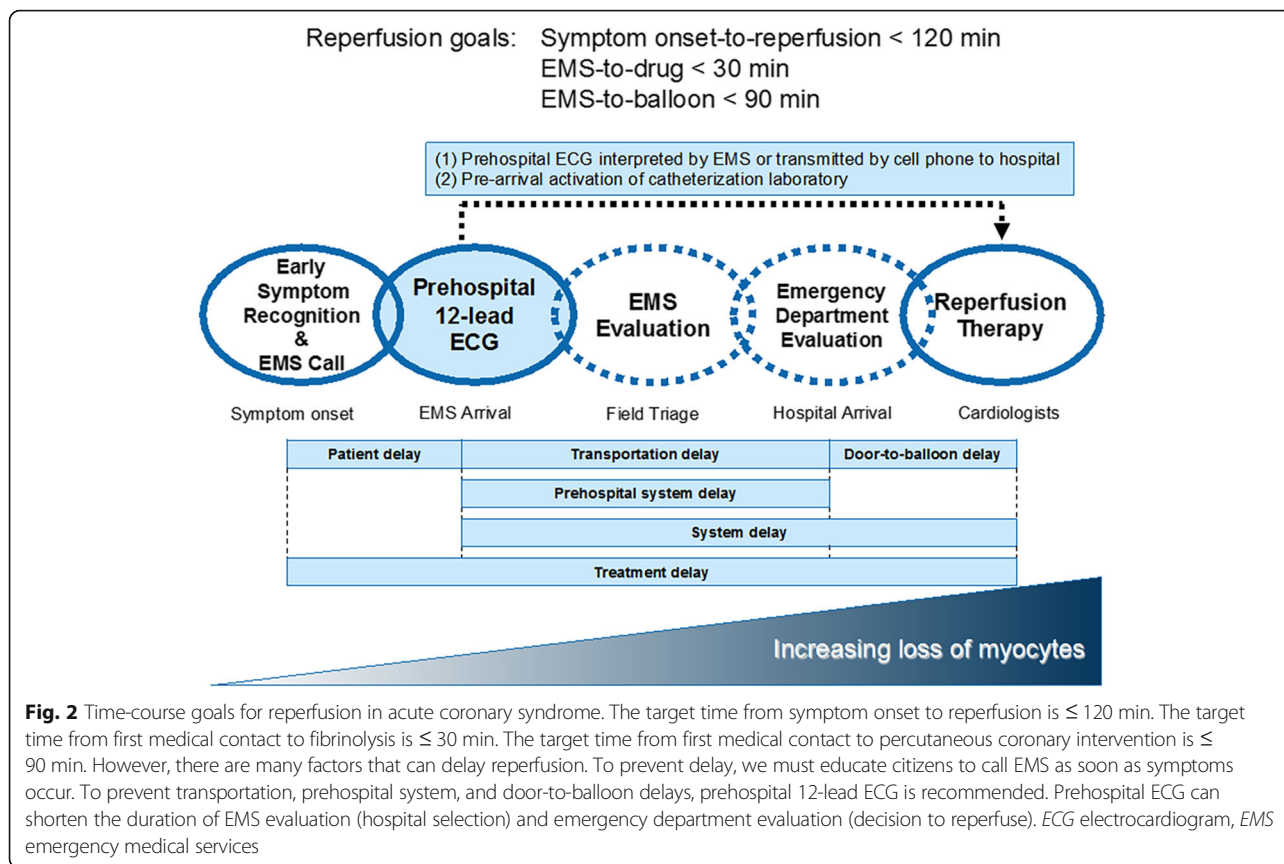 Reperfusion goals: Symptom onset-to-reperfusion < 120 min
EMS-to-drug < 30 min
EMS-to-balloon < 90 min
(1) Prehospital ECG interpreted by EMS or transmitted by cell phone to hospital
(2) Pre-arrival activation of catheterization laboratory
Early
Symptom
Recognition
&
EMS Call
Prehospital
12-lead
ECG
EMS
Evaluation
Emergency
Department
Evaluation
Reperfusion
Therapy
Symptom onset
EMS Arrival
Field Triage
Hospital Arrival
Cardiologists
Patient delay
Transportation delay
Door-to-balloon delay
Prehospital system delay
System delay
Treatment delay
Increasing loss of myocytes
Fig. 2 Time-course goals for reperfusion in acute coronary syndrome. The target time from symptom onset to reperfusion is ≤ 120 min. The target
time from first medical contact to fibrinolysis is ≤ 30 min. The target time from first medical contact to percutaneous coronary intervention is ≤
90 min. However, there are many factors that can delay reperfusion. To prevent delay, we must educate citizens to call EMS as soon as symptoms
occur. To prevent transportation, prehospital system, and door-to-balloon delays, prehospital 12-lead ECG is recommended. Prehospital ECG can
shorten the duration of EMS evaluation (hospital selection) and emergency department evaluation (decision to reperfuse). ECG electrocardiogram, EMS
emergency medical services